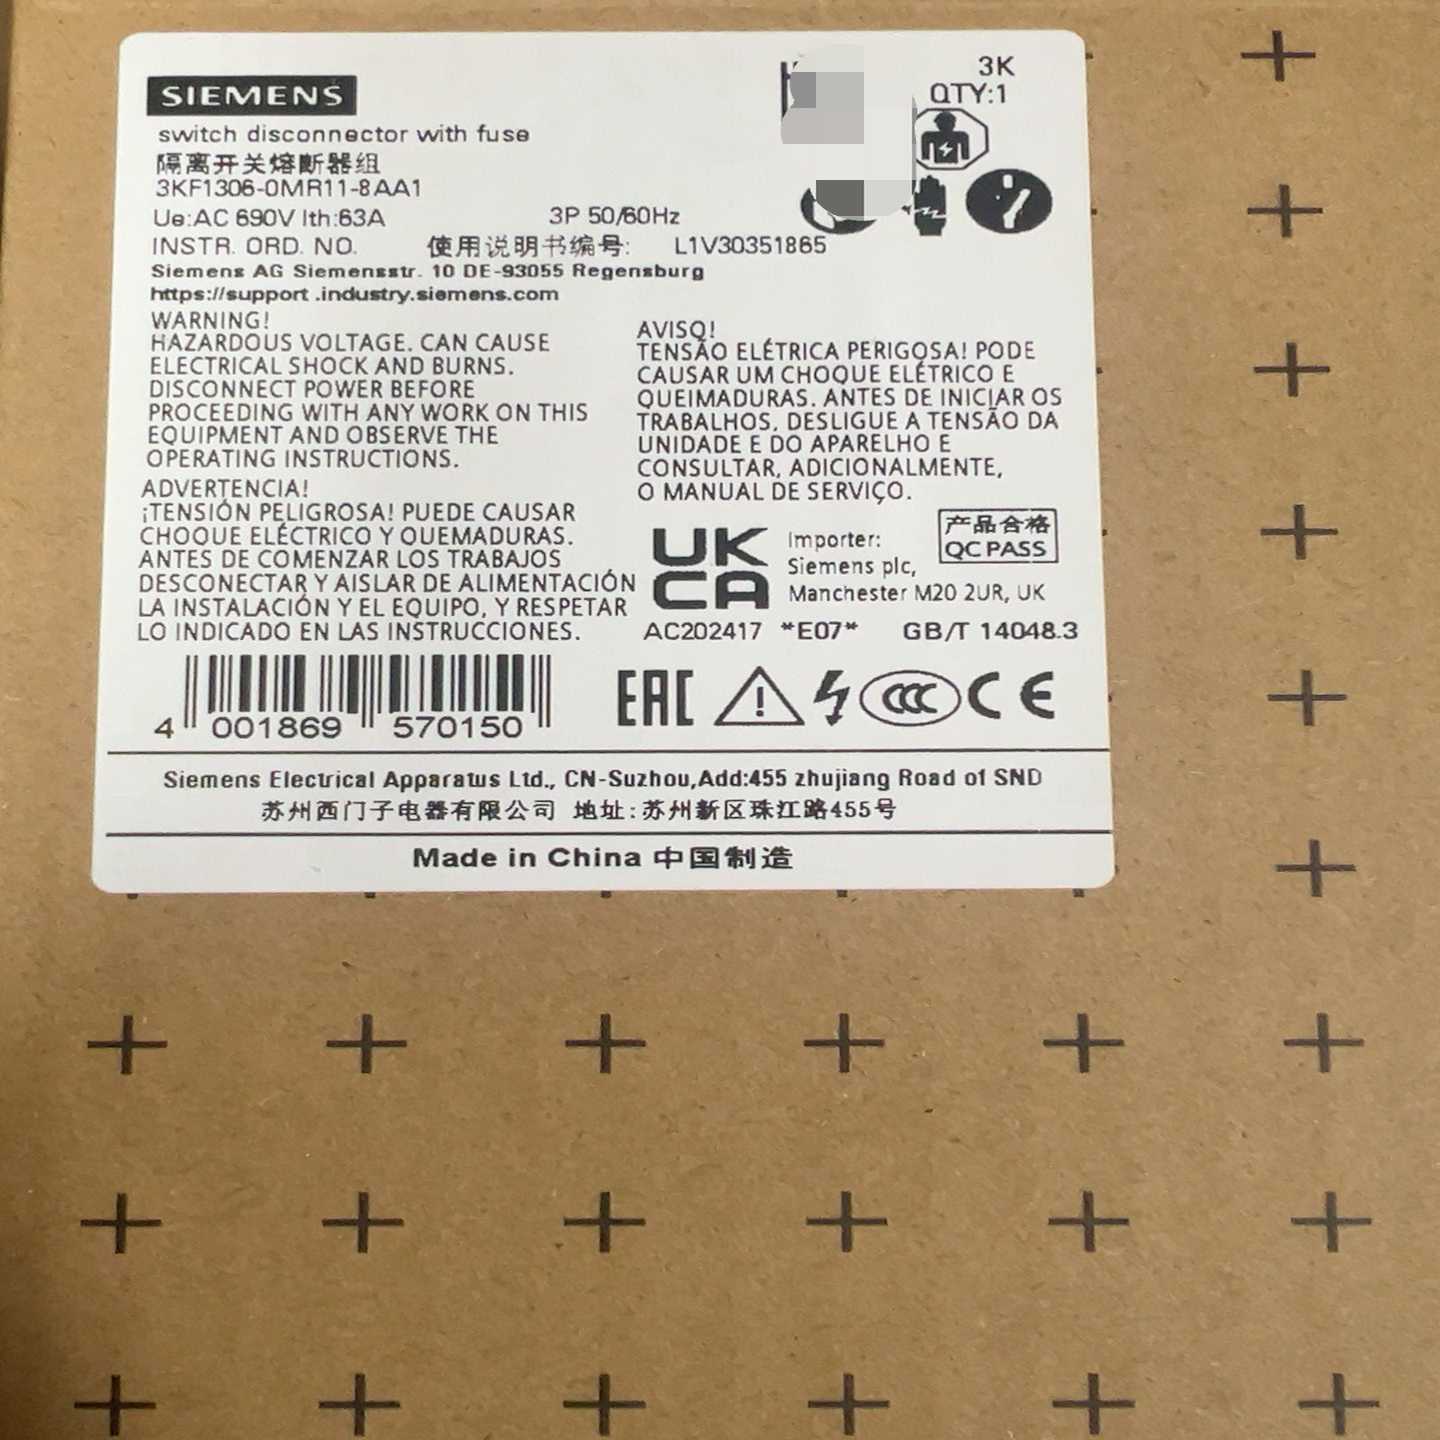 SIEMENS
3K
QTY:1
switch disconnector with fuse
隔离开关熔断器组
3KF1306-0MR11-8AA1
Ue:AC 690V Ith:63A 3P 50/60Hz
INSTR. ORD. NO. 使用说明书编号: L1V30351865
Siemens AG Siemensstr. 10 DE-93055 Regensburg
https://support .industry.siemens.com
WARNING!
HAZARDOUS VOLTAGE. CAN CAUSE
ELECTRICAL SHOCK AND BURNS.
DISCONNECT POWER BEFORE
PROCEEDING WITH ANY WORK ON THIS
EQUIPMENT AND OBSERVE THE
OPERATING INSTRUCTIONS.
ADVERTENCIA!
¡TENSIÓN PELIGROSA! PUEDE CAUSAR
CHOQUE ELÉCTRICO Y QUEMADURAS.
ANTES DE COMENZAR LOS TRABAJOS
DESCONECTAR Y AISLAR DE ALIMENTACIÓN
LA INSTALACIÓN Y EL EQUIPO, Y RESPETAR
LO INDICADO EN LAS INSTRUCCIONES.
AVISO!
TENSÃO ELÉTRICA PERIGOSA! PODE
CAUSAR UM CHOQUE ELÉTRICO E
QUEIMADURAS. ANTES DE INICIAR OS
TRABALHOS, DESLIGUE A TENSÃO DA
UNIDADE E DO APARELHO E
CONSULTAR, ADICIONALMENTE,
O MANUAL DE SERVIÇO.
UK
CA
Importer:
Siemens plc,
Manchester M20 2UR, UK
产品合格
QC PASS
AC202417 *E07* GB/T 14048.3
4 001869 570150
EAC CCC CE
Siemens Electrical Apparatus Ltd., CN-Suzhou,Add:455 zhujiang Road of SND
苏州西门子电器有限公司 地址:苏州新区珠江路455号
Made in China 中国制造